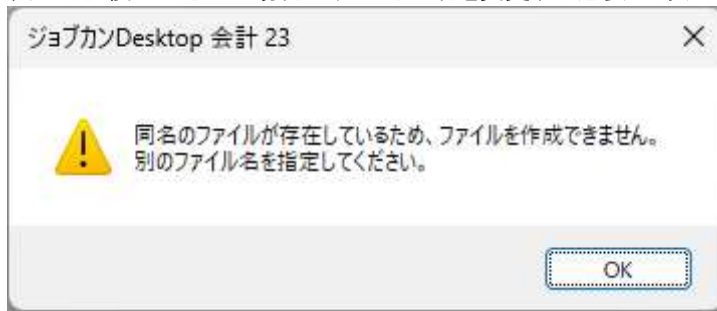 ジョブカンDesktop 会計 23
同名のファイルが存在しているため、ファイルを作成できません。
別のファイル名を指定してください。
OK